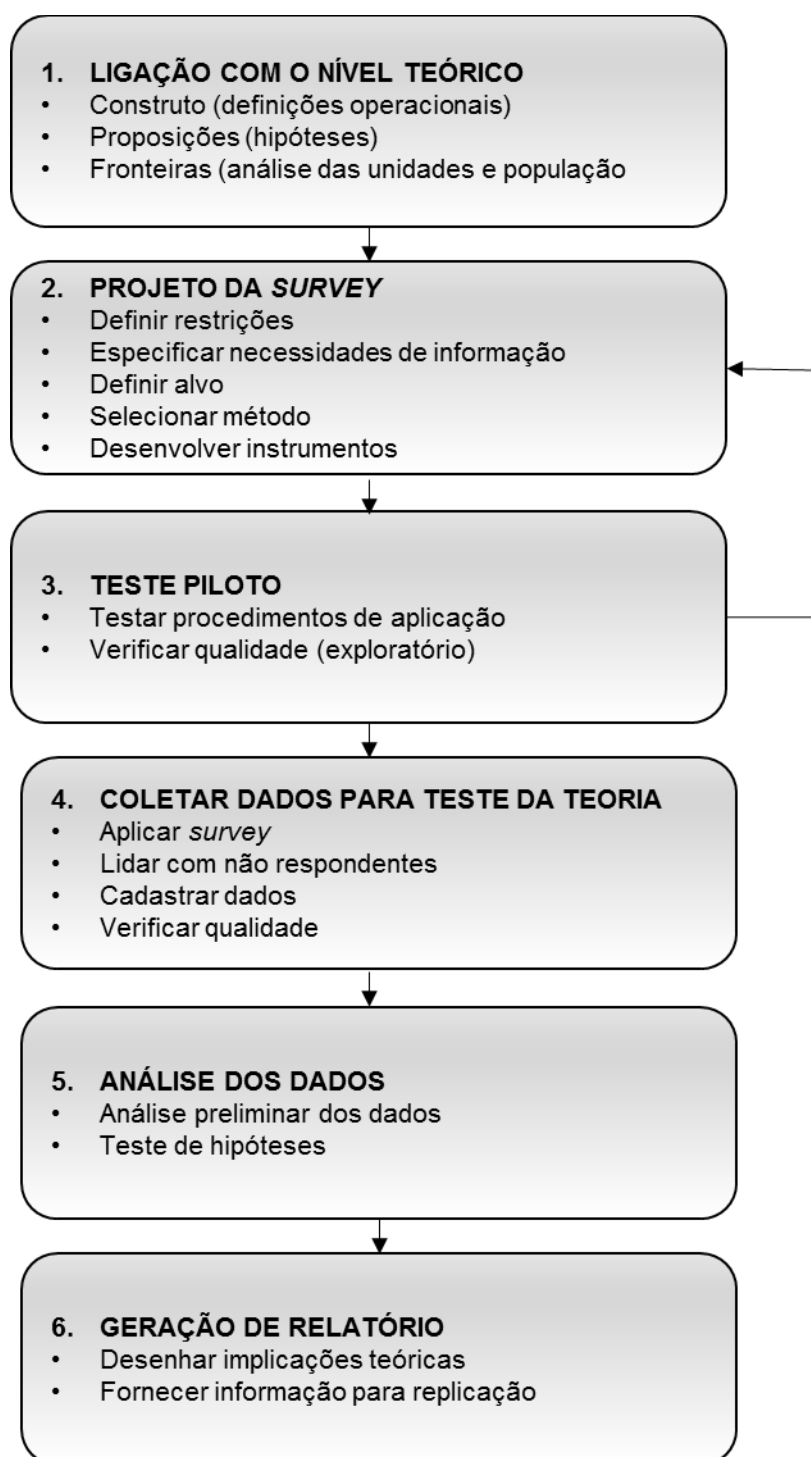 1. LIGAÇÃO COM O NÍVEL TEÓRICO
• Construto (definições operacionais)
• Proposições (hipóteses)
• Fronteiras (análise das unidades e população
2. PROJETO DA SURVEY
• Definir restrições
• Especificar necessidades de informação
• Definir alvo
• Selecionar método
• Desenvolver instrumentos
3. TESTE PILOTO
• Testar procedimentos de aplicação
• Verificar qualidade (exploratório)
4. COLETAR DADOS PARA TESTE DA TEORIA
• Aplicar survey
• Lidar com não respondentes
• Cadastrar dados
• Verificar qualidade
5. ANÁLISE DOS DADOS
• Análise preliminar dos dados
• Teste de hipóteses
6. GERAÇÃO DE RELATÓRIO
• Desenhar implicações teóricas
• Fornecer informação para replicação